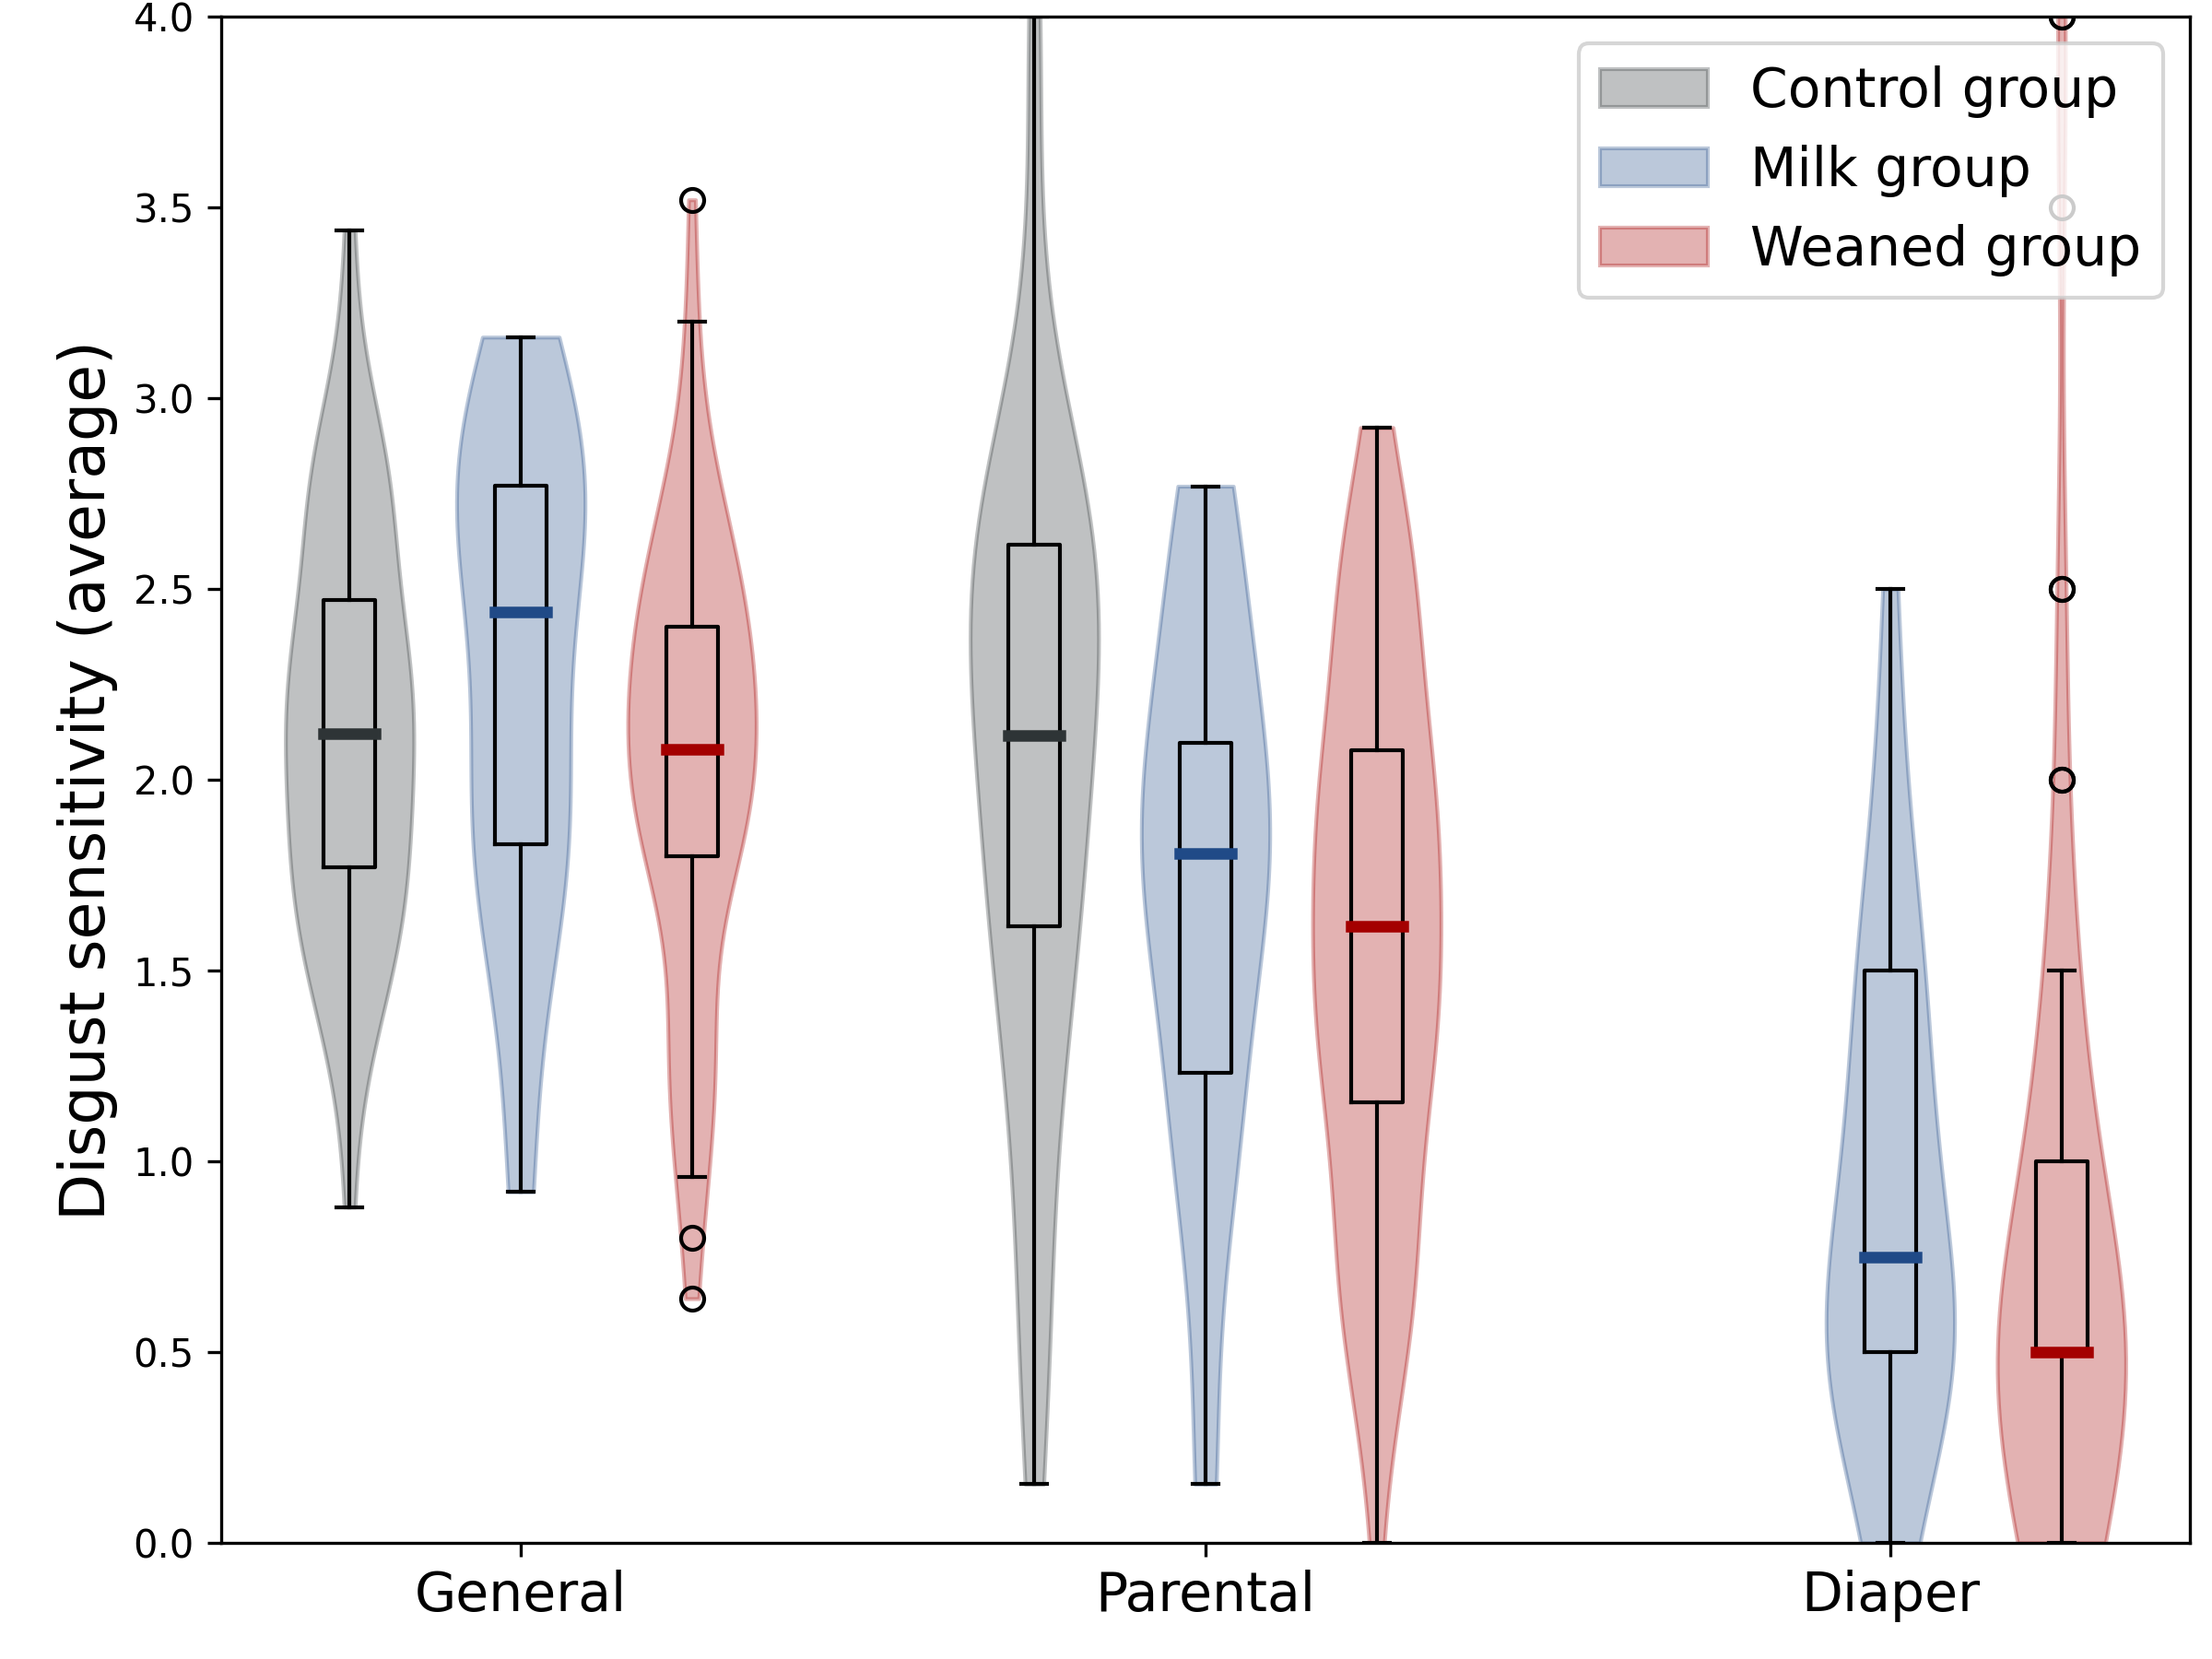 Disgust sensitivity (average)
4.0
3.5
3.0
2.5
2.0
1.5
1.0
0.5
0.0
Control group
Milk group
Weaned group
General
Parental
Diaper